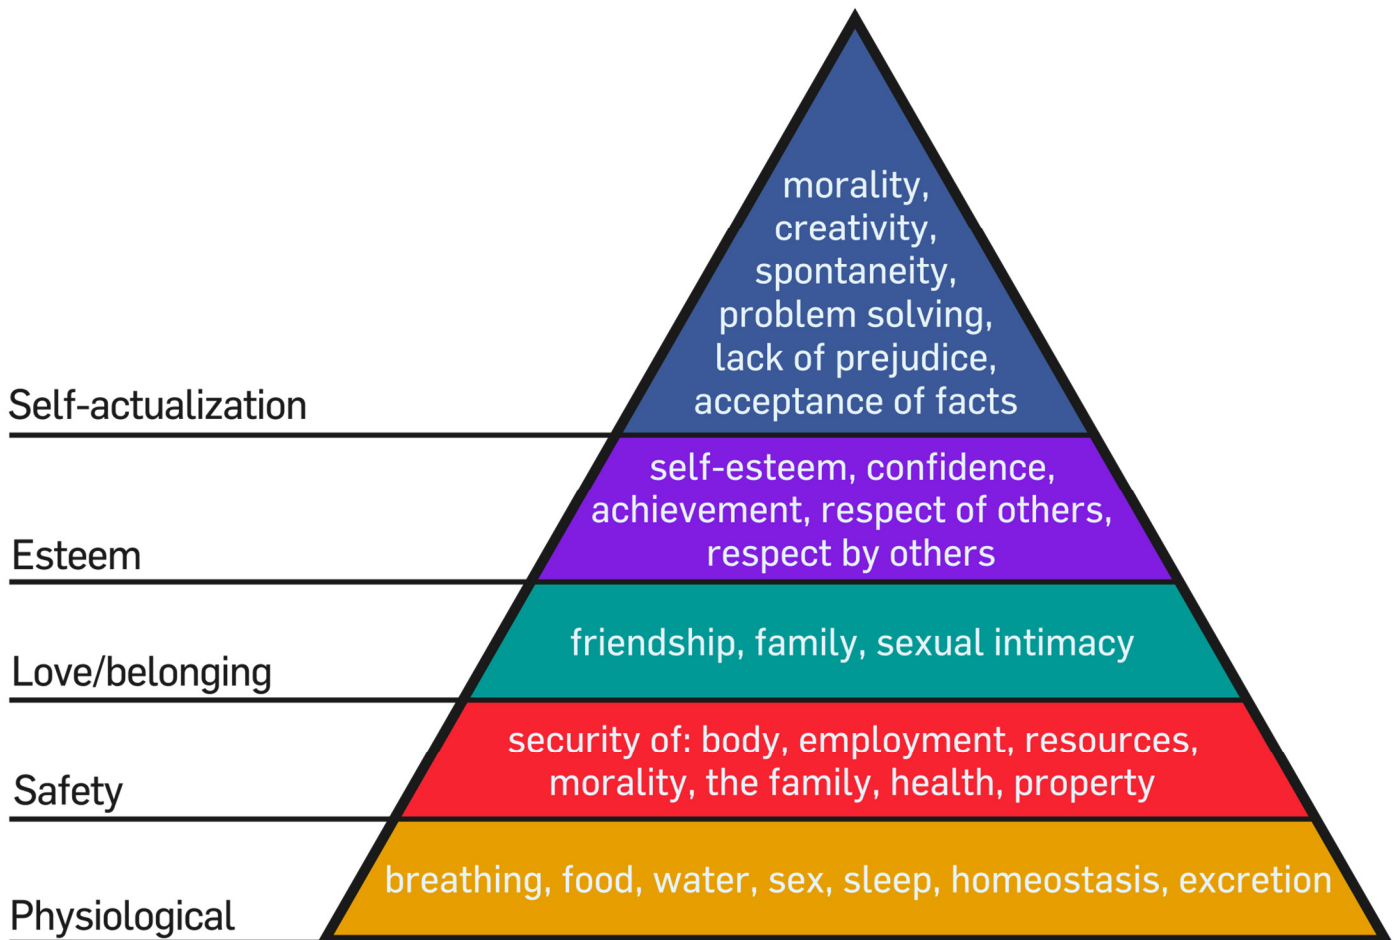 morality,
creativity,
spontaneity,
problem solving,
lack of prejudice,
acceptance of facts
Self-actualization
self-esteem, confidence,
achievement, respect of others,
respect by others
Esteem
friendship, family, sexual intimacy
Love/belonging
security of: body, employment, resources,
morality, the family, health, property
Safety
breathing, food, water, sex, sleep, homeostasis, excretion
Physiological